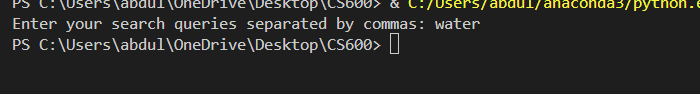 PS C:\Users\abdul\OneDrive\Desktop\CS600> & C:/Users/abdul/anaconda3/python.e
Enter your search queries separated by commas: water
PS C:\Users\abdul\OneDrive\Desktop\CS600>